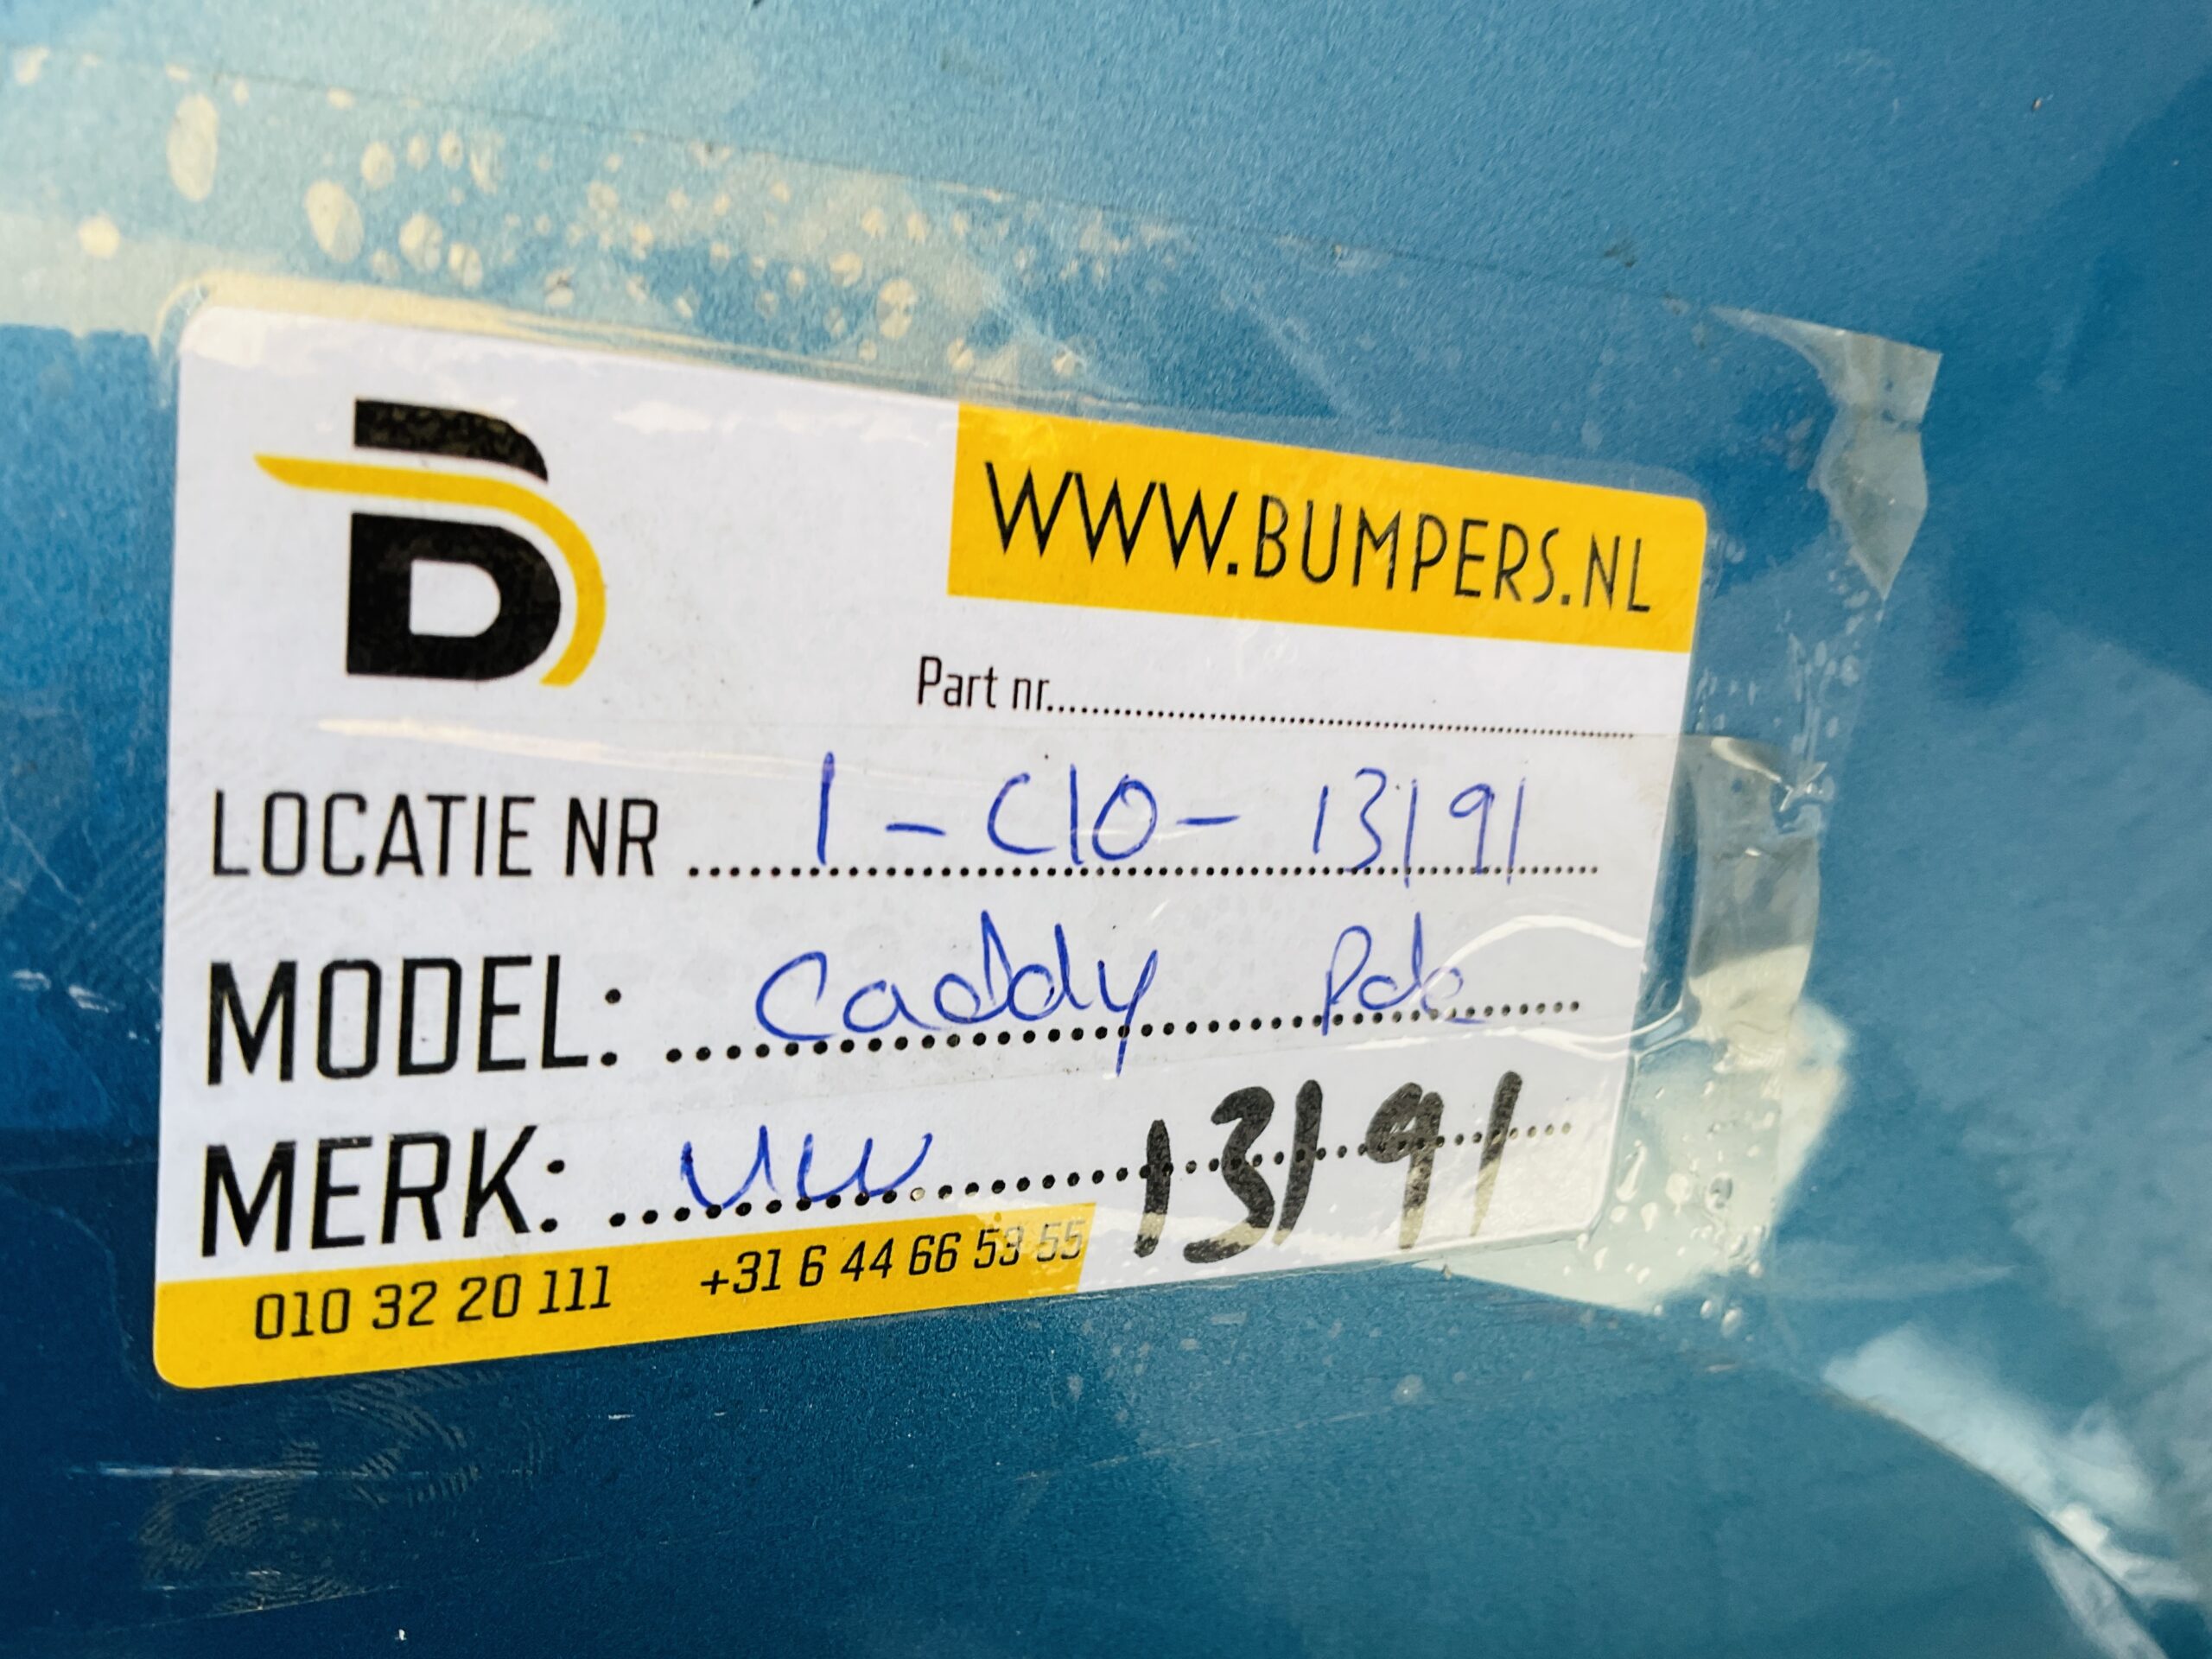 WWW.BUMPERS.NL
Part nr.
LOCATIE NR 1-C10-13191
MODEL: Caddy Pdc
MERK: VW 13191
010 32 20 111 +31 6 44 66 53 55